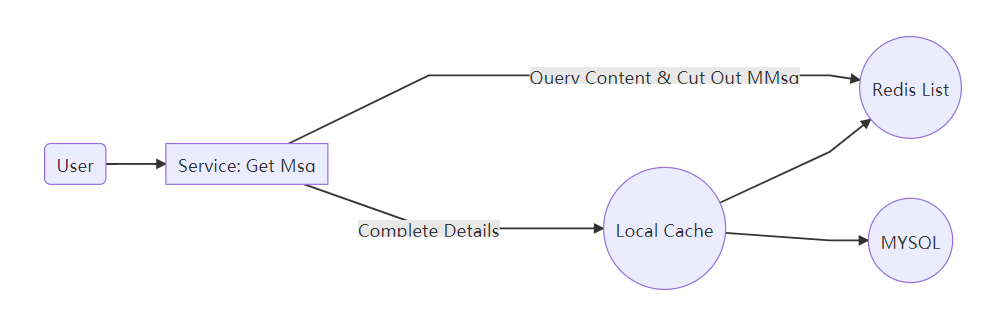 User
Service: Get Msg
Query Content & Cut Out MMsg
Complete Details
Local Cache
Redis List
MYSQL